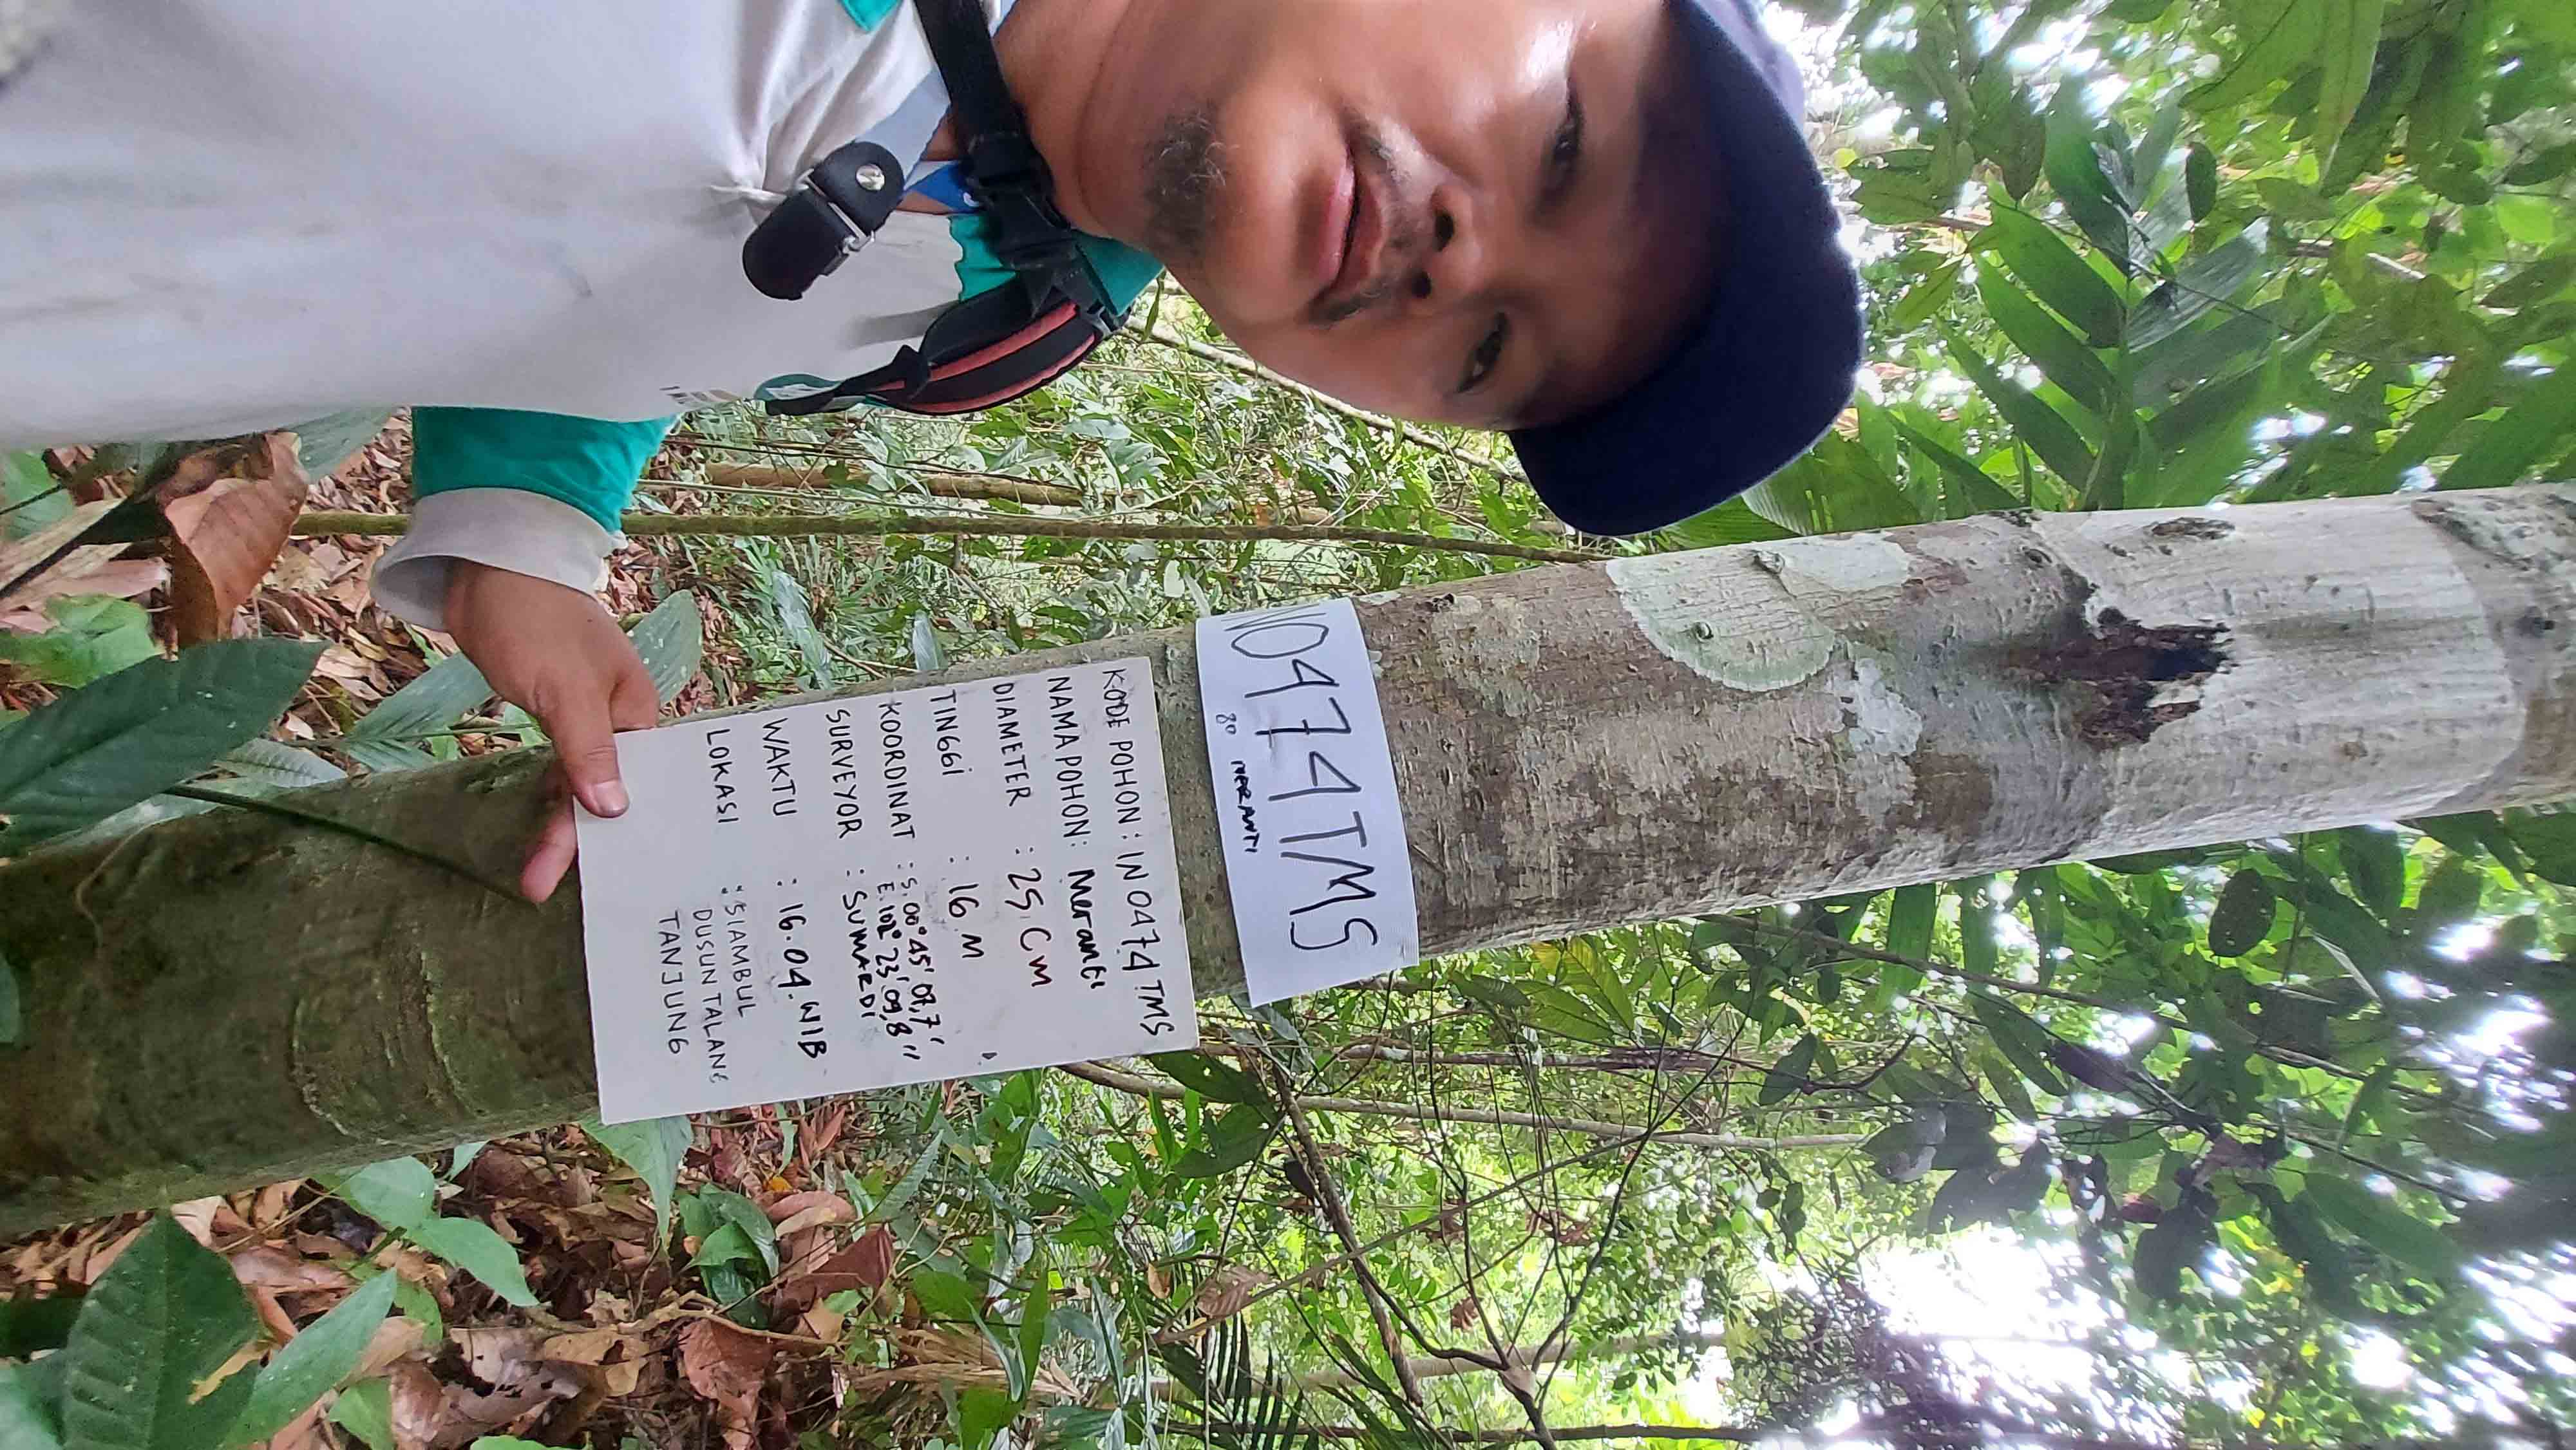 IN0474TMS
80 MERANTI
KODE POHON : IN 0474 TMS
NAMA POHON : Meranti
DIAMETER : 25 Cm
TINGGI : 16 M
KOORDINAT : S. 00° 45' 07,7'
E. 102° 23' 09,8"
SURVEYOR : SUMARDI
WAKTU : 16.04. WIB
LOKASI : SIAMBUL
DUSUN TALANG
TANJUNG